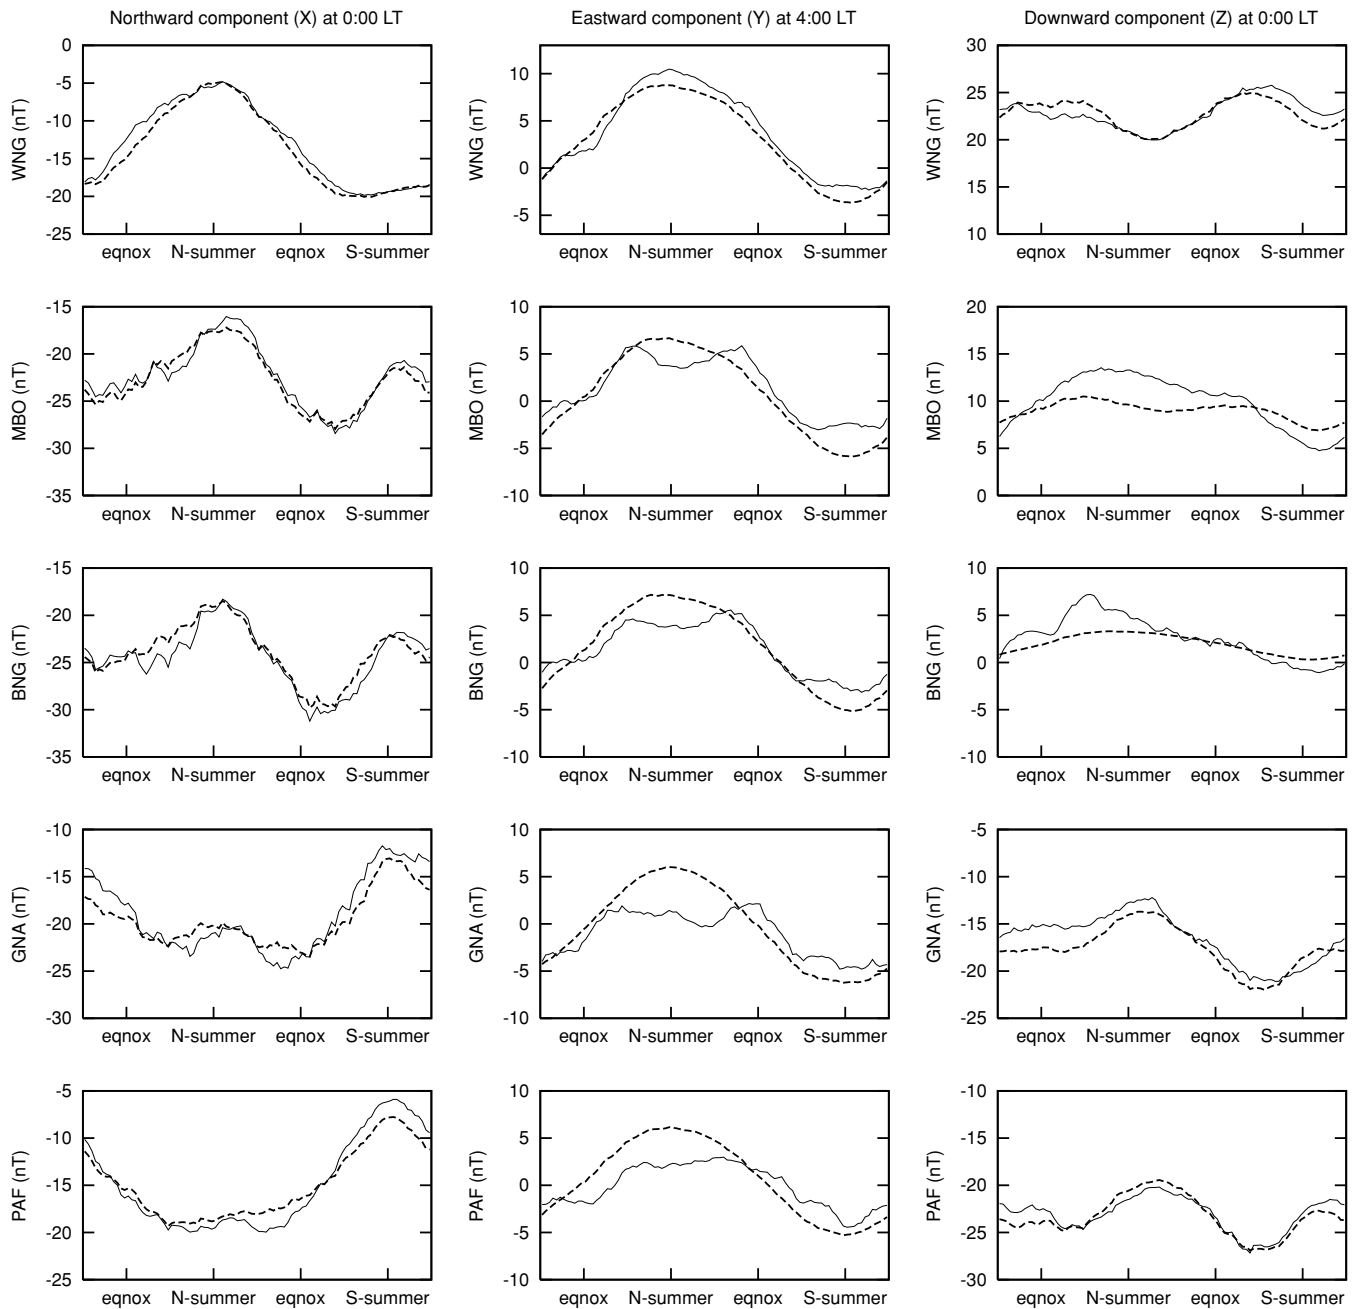 Northward component (X) at 0:00 LT
Eastward component (Y) at 4:00 LT
Downward component (Z) at 0:00 LT
WNG (nT)
0
-5
-10
-15
-20
-25
eqnox N-summer eqnox S-summer
WNG (nT)
10
5
0
-5
eqnox N-summer eqnox S-summer
WNG (nT)
30
25
20
15
10
eqnox N-summer eqnox S-summer
MBO (nT)
-15
-20
-25
-30
-35
eqnox N-summer eqnox S-summer
MBO (nT)
10
5
0
-5
-10
eqnox N-summer eqnox S-summer
MBO (nT)
20
15
10
5
0
eqnox N-summer eqnox S-summer
BNG (nT)
-15
-20
-25
-30
-35
eqnox N-summer eqnox S-summer
BNG (nT)
10
5
0
-5
-10
eqnox N-summer eqnox S-summer
BNG (nT)
10
5
0
-5
-10
eqnox N-summer eqnox S-summer
GNA (nT)
-10
-15
-20
-25
-30
eqnox N-summer eqnox S-summer
GNA (nT)
10
5
0
-5
-10
eqnox N-summer eqnox S-summer
GNA (nT)
-5
-10
-15
-20
-25
eqnox N-summer eqnox S-summer
PAF (nT)
-5
-10
-15
-20
-25
eqnox N-summer eqnox S-summer
PAF (nT)
10
5
0
-5
-10
eqnox N-summer eqnox S-summer
PAF (nT)
-10
-15
-20
-25
-30
eqnox N-summer eqnox S-summer